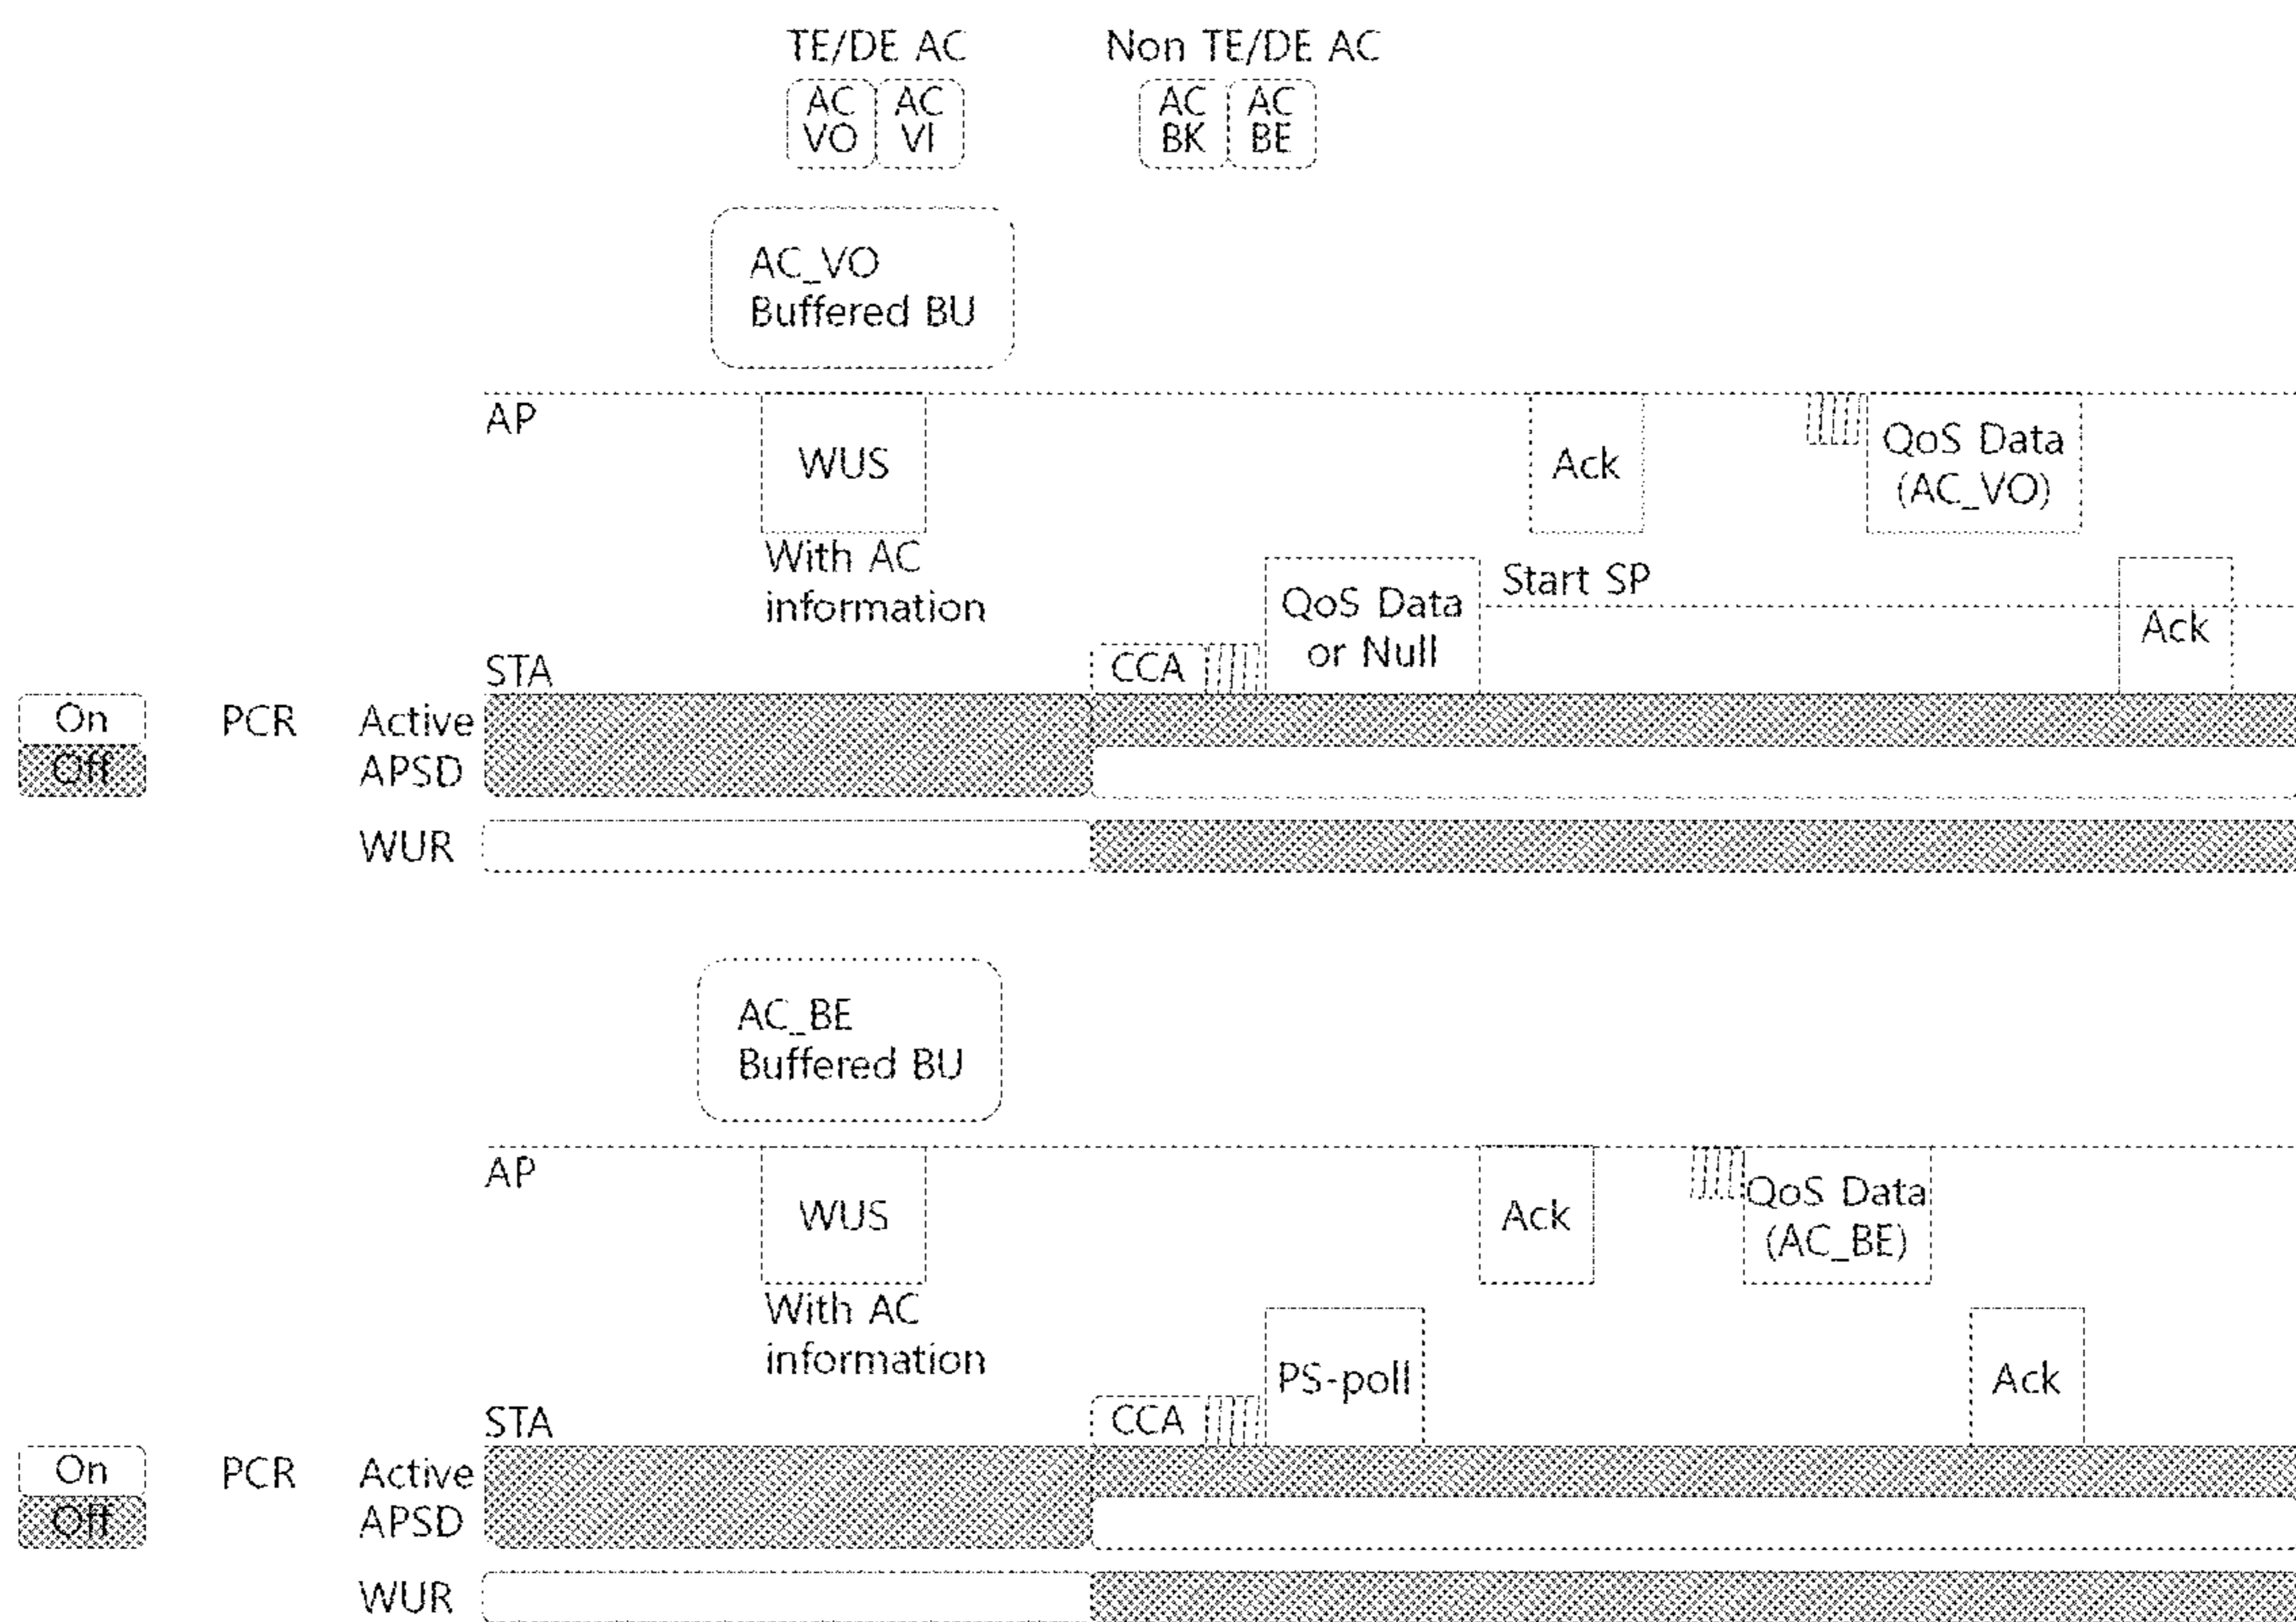 TE/DE AC
Non TE/DE AC
AC
VO
AC
VI
AC
BK
AC
BE
AC_VO
Buffered BU
AP
WUS
Ack
QoS Data
(AC_VO)
With AC
information
QoS Data
or Null
Start SP
Ack
STA
CCA
On
Off
PCR
Active
APSD
WUR
AC_BE
Buffered BU
AP
WUS
Ack
QoS Data
(AC_BE)
With AC
information
PS-poll
Ack
STA
CCA
On
Off
PCR
Active
APSD
WUR